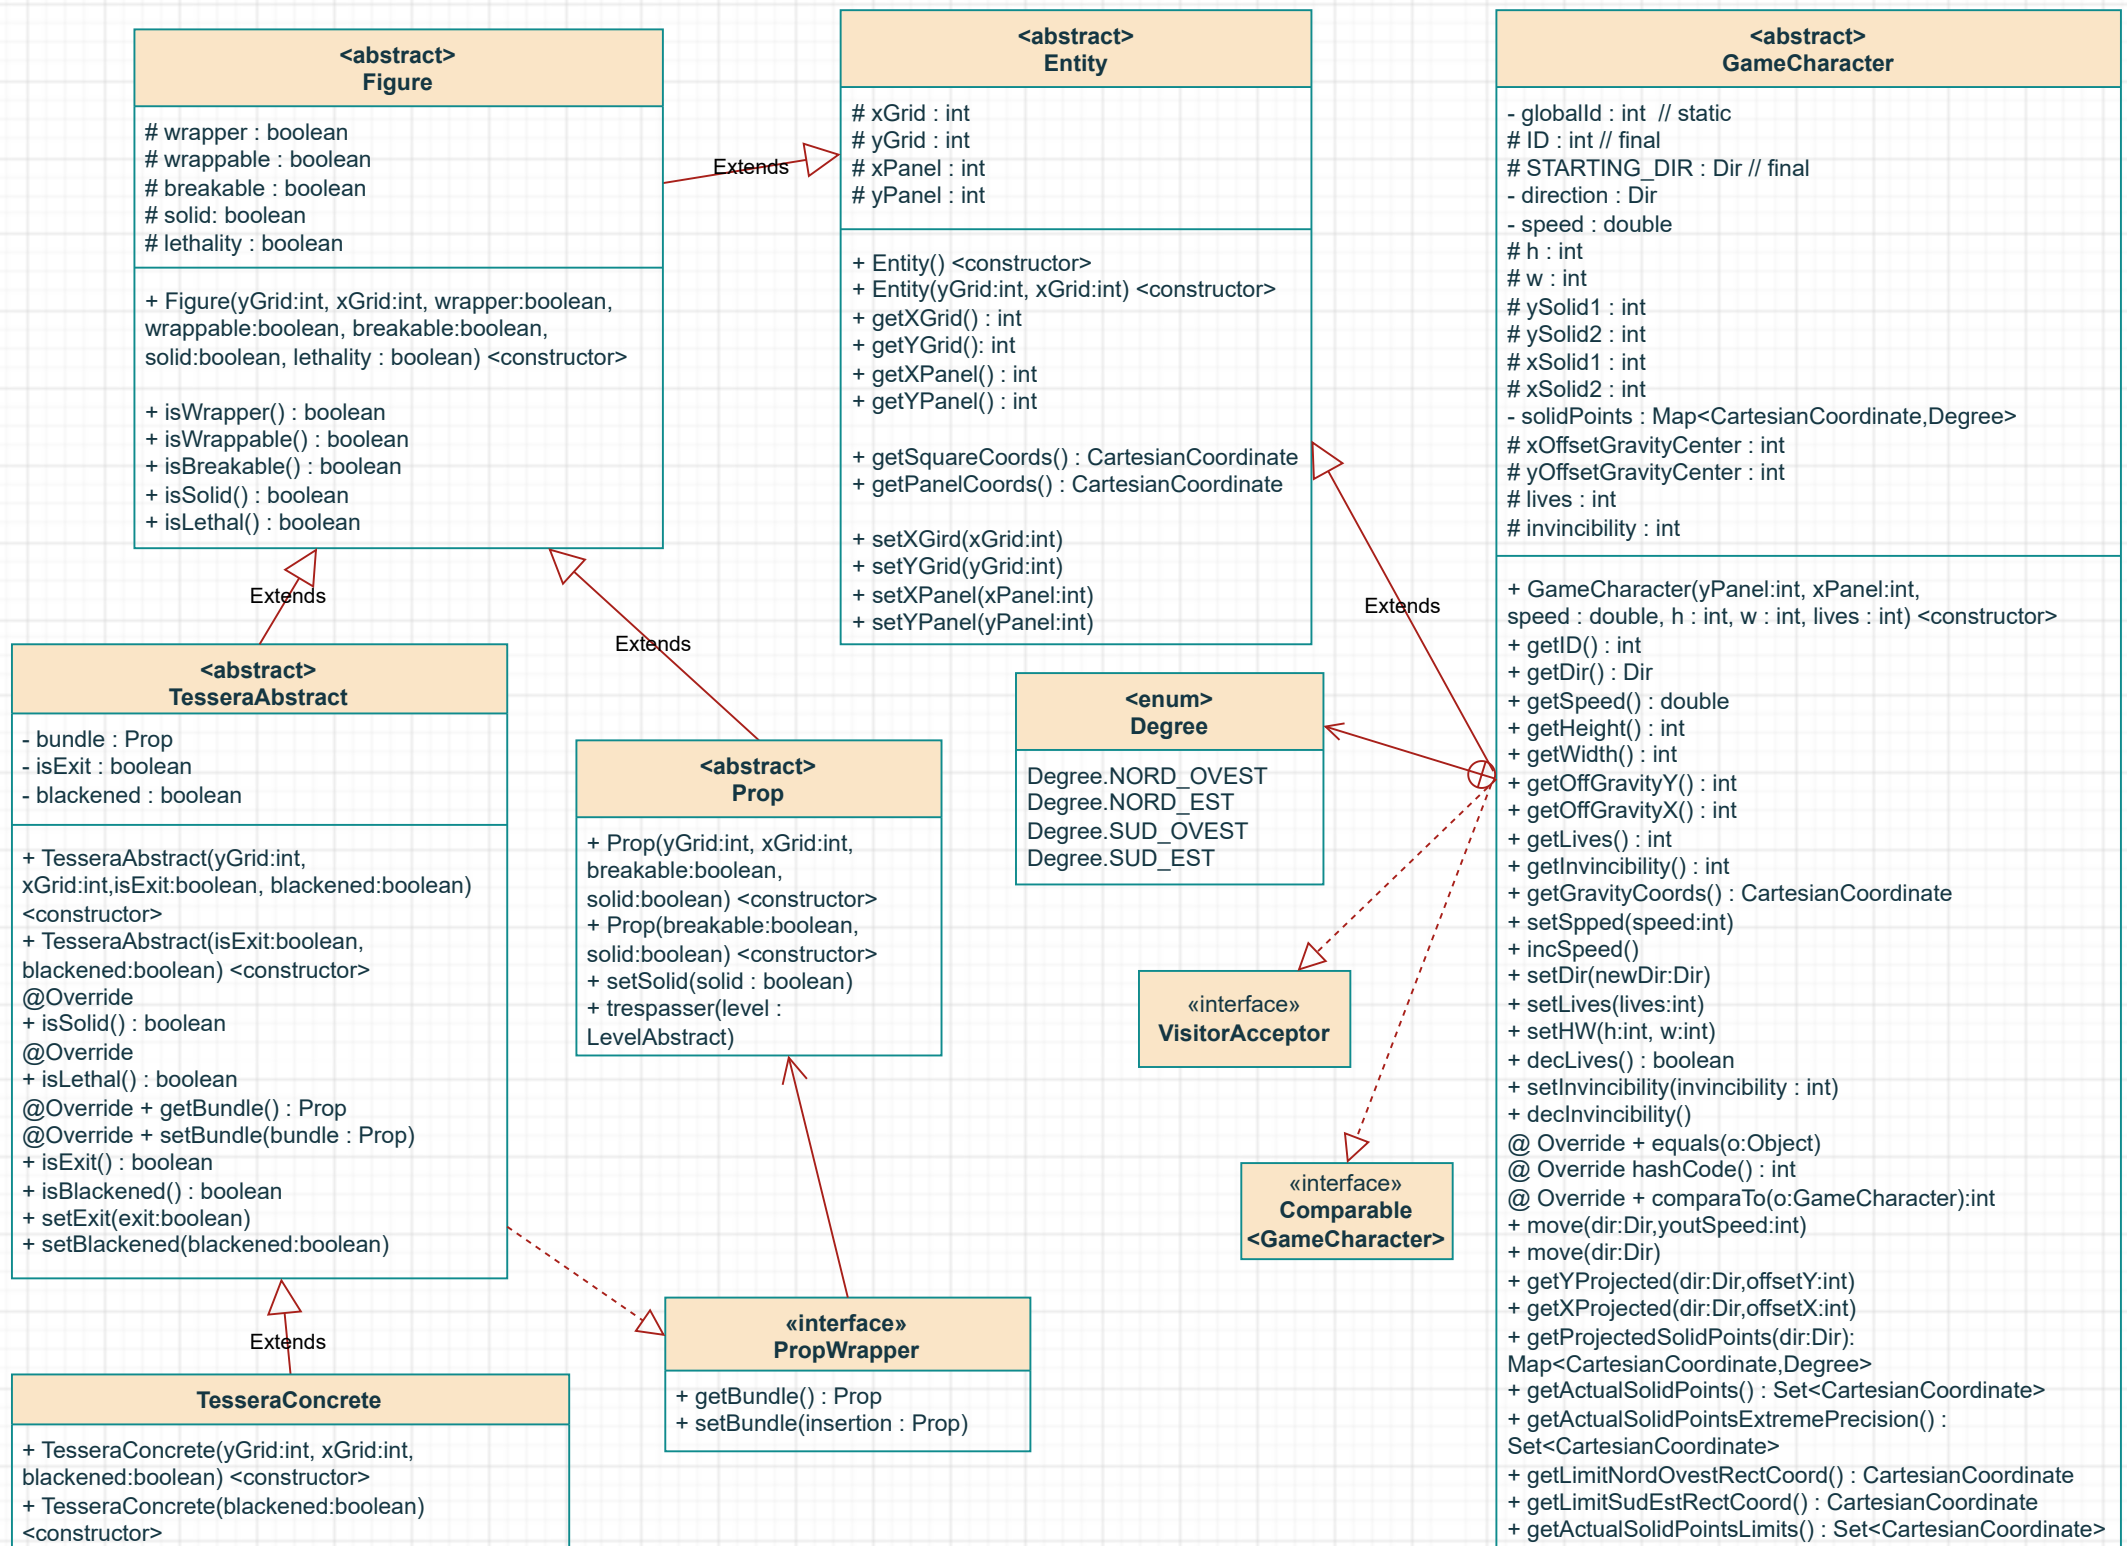 <abstract>
Figure
# wrapper : boolean
# wrappable : boolean
# breakable : boolean
# solid: boolean
# lethality : boolean
+ Figure(yGrid:int, xGrid:int, wrapper:boolean,
wrappable:boolean, breakable:boolean,
solid:boolean, lethality : boolean) <constructor>
+ isWrapper() : boolean
+ isWrappable() : boolean
+ isBreakable() : boolean
+ isSolid() : boolean
+ isLethal() : boolean
Extends
<abstract>
Entity
# xGrid : int
# yGrid : int
# xPanel : int
# yPanel : int
+ Entity() <constructor>
+ Entity(yGrid:int, xGrid:int) <constructor>
+ getXGrid() : int
+ getYGrid(): int
+ getXPanel() : int
+ getYPanel() : int
+ getSquareCoords() : CartesianCoordinate
+ getPanelCoords() : CartesianCoordinate
+ setXGird(xGrid:int)
+ setYGrid(yGrid:int)
+ setXPanel(xPanel:int)
+ setYPanel(yPanel:int)
Extends
<abstract>
GameCharacter
- globalId : int  // static
# ID : int // final
# STARTING_DIR : Dir // final
- direction : Dir
- speed : double
# h : int
# w : int
# ySolid1 : int
# ySolid2 : int
# xSolid1 : int
# xSolid2 : int
- solidPoints : Map<CartesianCoordinate,Degree>
# xOffsetGravityCenter : int
# yOffsetGravityCenter : int
# lives : int
# invincibility : int
+ GameCharacter(yPanel:int, xPanel:int,
speed : double, h : int, w : int, lives : int) <constructor>
+ getID() : int
+ getDir() : Dir
+ getSpeed() : double
+ getHeight() : int
+ getWidth() : int
+ getOffGravityY() : int
+ getOffGravityX() : int
+ getLives() : int
+ getInvincibility() : int
+ getGravityCoords() : CartesianCoordinate
+ setSpped(speed:int)
+ incSpeed()
+ setDir(newDir:Dir)
+ setLives(lives:int)
+ setHW(h:int, w:int)
+ decLives() : boolean
+ setInvincibility(invincibility : int)
+ decInvincibility()
@ Override + equals(o:Object)
@ Override hashCode() : int
@ Override + comparaTo(o:GameCharacter):int
+ move(dir:Dir,youtSpeed:int)
+ move(dir:Dir)
+ getYProjected(dir:Dir,offsetY:int)
+ getXProjected(dir:Dir,offsetX:int)
+ getProjectedSolidPoints(dir:Dir):
Map<CartesianCoordinate,Degree>
+ getActualSolidPoints() : Set<CartesianCoordinate>
+ getActualSolidPointsExtremePrecision() :
Set<CartesianCoordinate>
+ getLimitNordOvestRectCoord() : CartesianCoordinate
+ getLimitSudEstRectCoord() : CartesianCoordinate
+ getActualSolidPointsLimits() : Set<CartesianCoordinate>
Extends
Extends
<abstract>
TesseraAbstract
- bundle : Prop
- isExit : boolean
- blackened : boolean
+ TesseraAbstract(yGrid:int,
xGrid:int,isExit:boolean, blackened:boolean)
<constructor>
+ TesseraAbstract(isExit:boolean,
blackened:boolean) <constructor>
@Override
+ isSolid() : boolean
@Override
+ isLethal() : boolean
@Override + getBundle() : Prop
@Override + setBundle(bundle : Prop)
+ isExit() : boolean
+ isBlackened() : boolean
+ setExit(exit:boolean)
+ setBlackened(blackened:boolean)
<abstract>
Prop
+ Prop(yGrid:int, xGrid:int,
breakable:boolean,
solid:boolean) <constructor>
+ Prop(breakable:boolean,
solid:boolean) <constructor>
+ setSolid(solid : boolean)
+ trespasser(level :
LevelAbstract)
<enum>
Degree
Degree.NORD_OVEST
Degree.NORD_EST
Degree.SUD_OVEST
Degree.SUD_EST
«interface»
VisitorAcceptor
«interface»
Comparable
<GameCharacter>
«interface»
PropWrapper
+ getBundle() : Prop
+ setBundle(insertion : Prop)
Extends
TesseraConcrete
+ TesseraConcrete(yGrid:int, xGrid:int,
blackened:boolean) <constructor>
+ TesseraConcrete(blackened:boolean)
<constructor>